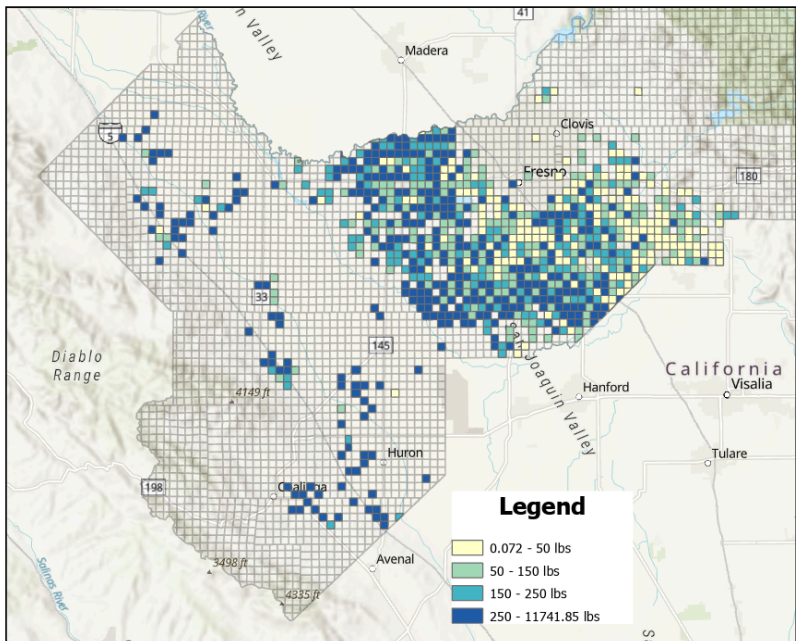 River
n Valley
41
Madera
5
Clovis
Fresno
180
33
145
San Joaquin Valley
Diablo
Range
4149 ft
California
Hanford
Visalia
Huron
Tulare
198
Coalinga
Legend
0.072 - 50 lbs
50 - 150 lbs
150 - 250 lbs
250 - 11741.85 lbs
Avenal
3498 ft
4335 ft
Salinas River
S